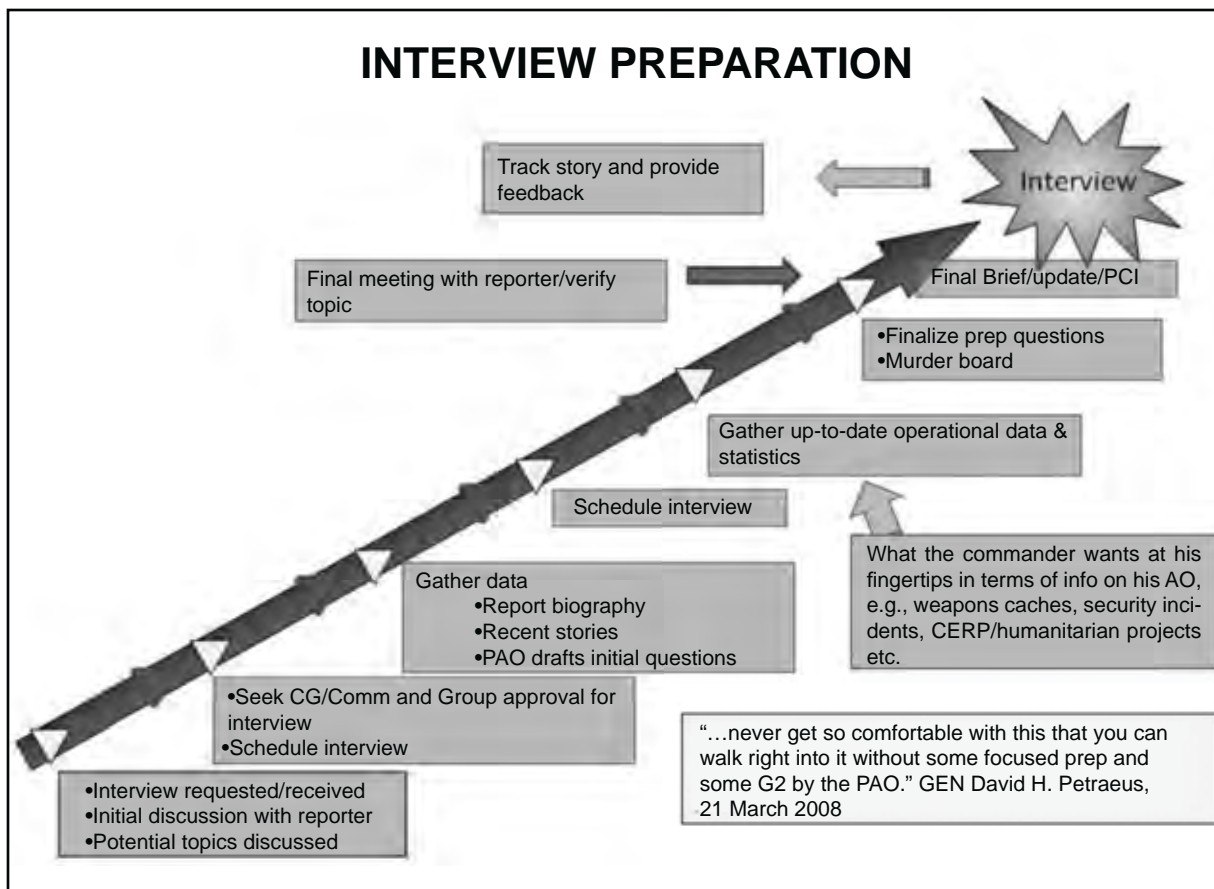 INTERVIEW PREPARATION
Interview
Track story and provide
feedback
Final meeting with reporter/verify
topic
Final Brief/update/PCI
•Finalize prep questions
•Murder board
Gather up-to-date operational data &
statistics
Schedule interview
What the commander wants at his
fingertips in terms of info on his AO,
e.g., weapons caches, security inci-
dents, CERP/humanitarian projects
etc.
Gather data
•Report biography
•Recent stories
•PAO drafts initial questions
•Seek CG/Comm and Group approval for
interview
•Schedule interview
•Interview requested/received
•Initial discussion with reporter
•Potential topics discussed
“…never get so comfortable with this that you can
walk right into it without some focused prep and
some G2 by the PAO.” GEN David H. Petraeus,
21 March 2008